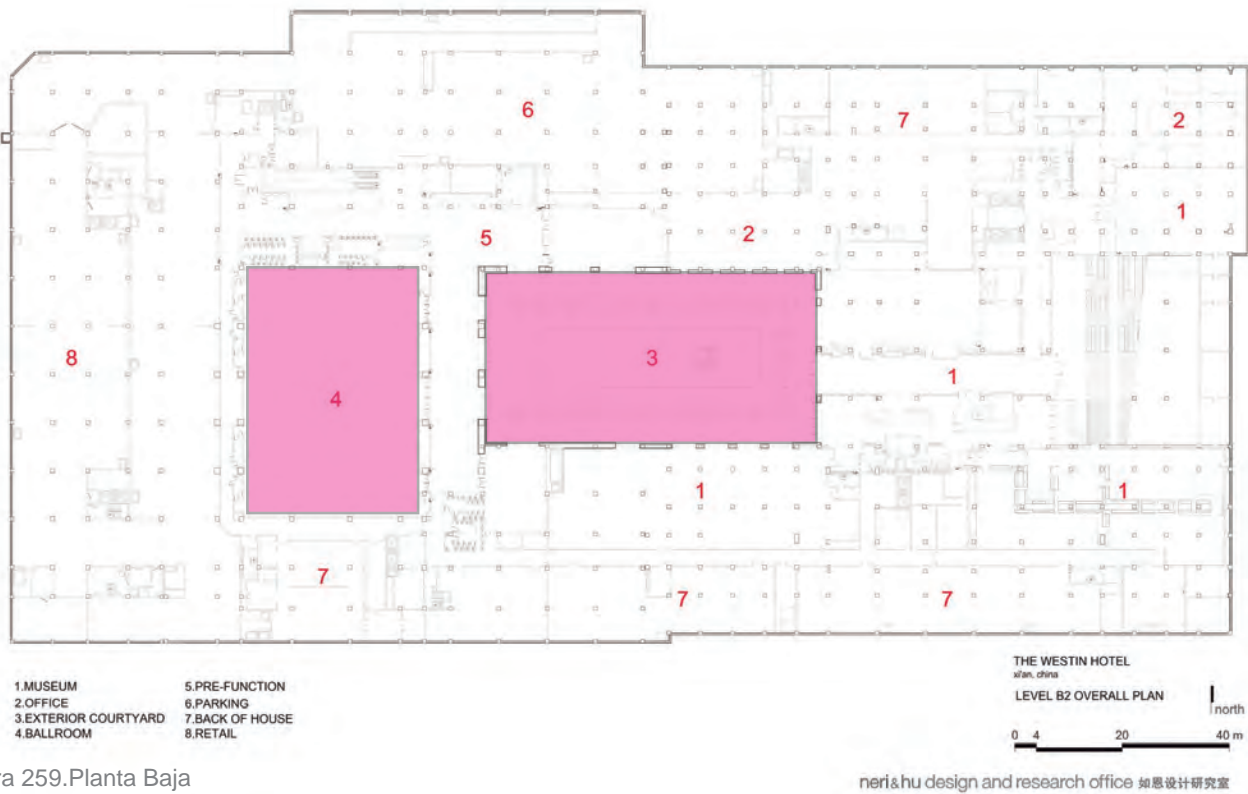 6
7
2
1
5
2
8
4
3
1
1
1
7
7
7
1.MUSEUM
2.OFFICE
3.EXTERIOR COURTYARD
4.BALLROOM
5.PRE-FUNCTION
6.PARKING
7.BACK OF HOUSE
8.RETAIL
THE WESTIN HOTEL
xi'an, china
LEVEL B2 OVERALL PLAN
north
0 4 20 40 m
ra 259.Planta Baja
neri&hu design and research office 如恩设计研究室